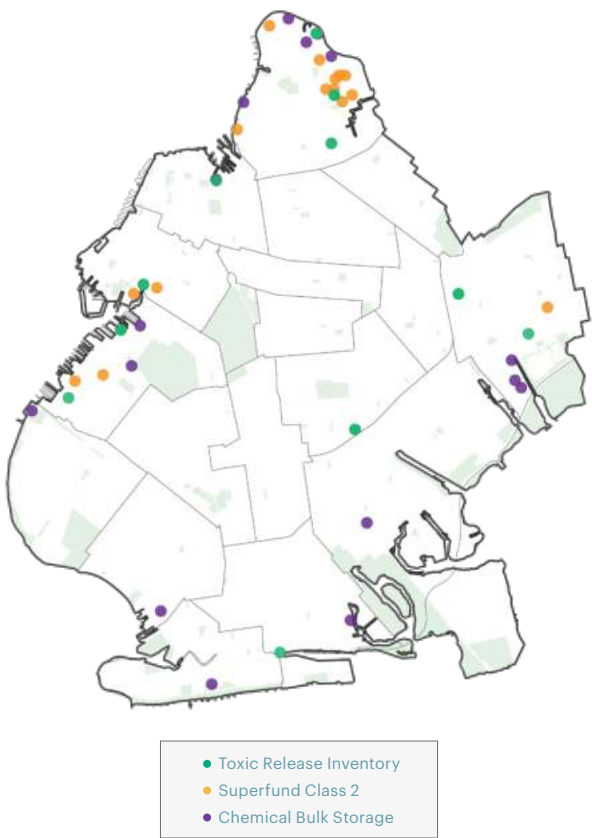 Toxic Release Inventory
Superfund Class 2
Chemical Bulk Storage